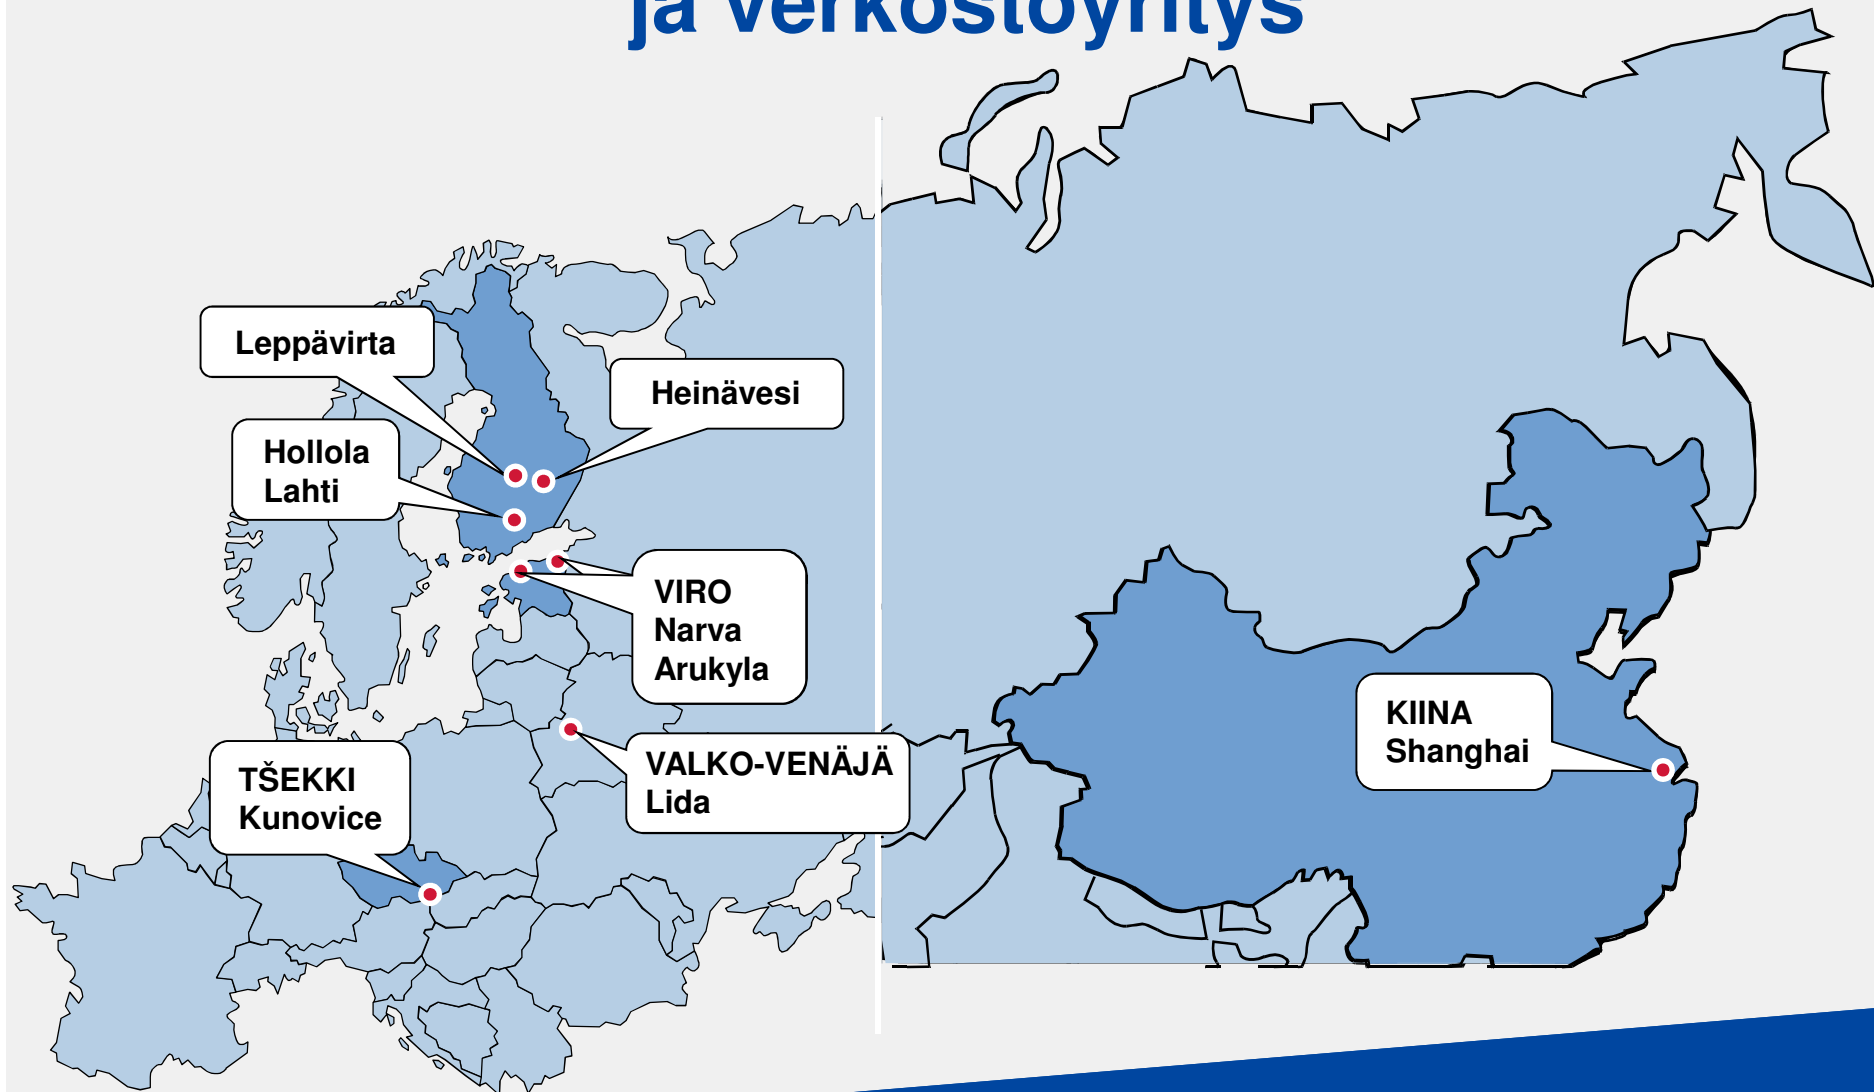 ja verkostoyritys
Leppävirta
Heinävesi
Hollola
Lahti
VIRO
Narva
Arukyla
KIINA
Shanghai
VALKO-VENÄJÄ
Lida
TŠEKKI
Kunovice